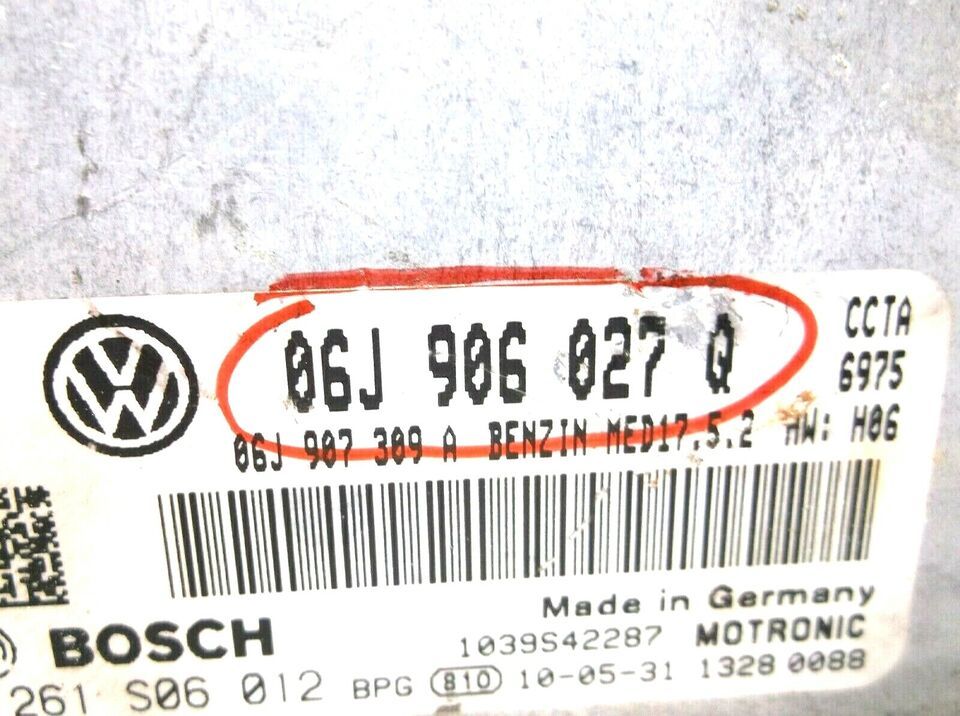 06J 906 027 Q
CCTA
6975
06J 907 309 A BENZIN MED17.5.2 HW: H06
Made in Germany
BOSCH
1039S42287 MOTRONIC
261 S06 012 BPG 810 10-05-31 1328 0088